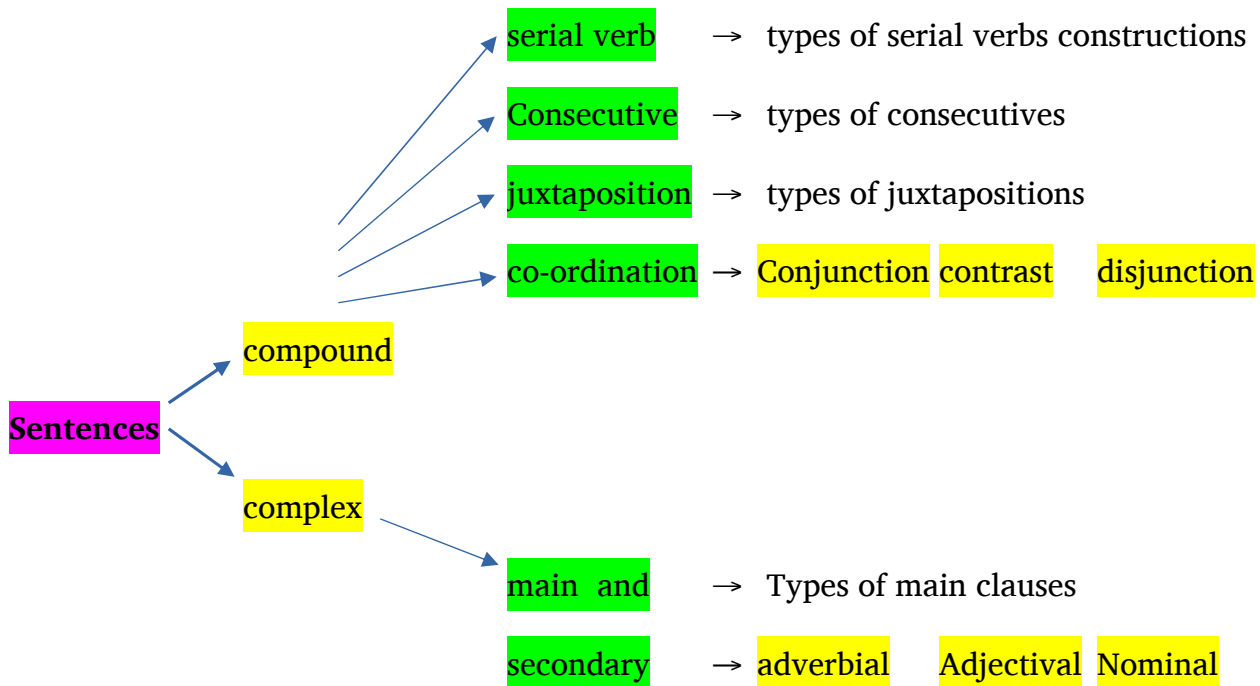 serial verb → types of serial verbs constructions
Consecutive → types of consecutives
juxtaposition → types of juxtapositions
co-ordination → Conjunction contrast disjunction
compound
Sentences
complex
main and → Types of main clauses
secondary → adverbial Adjectival Nominal